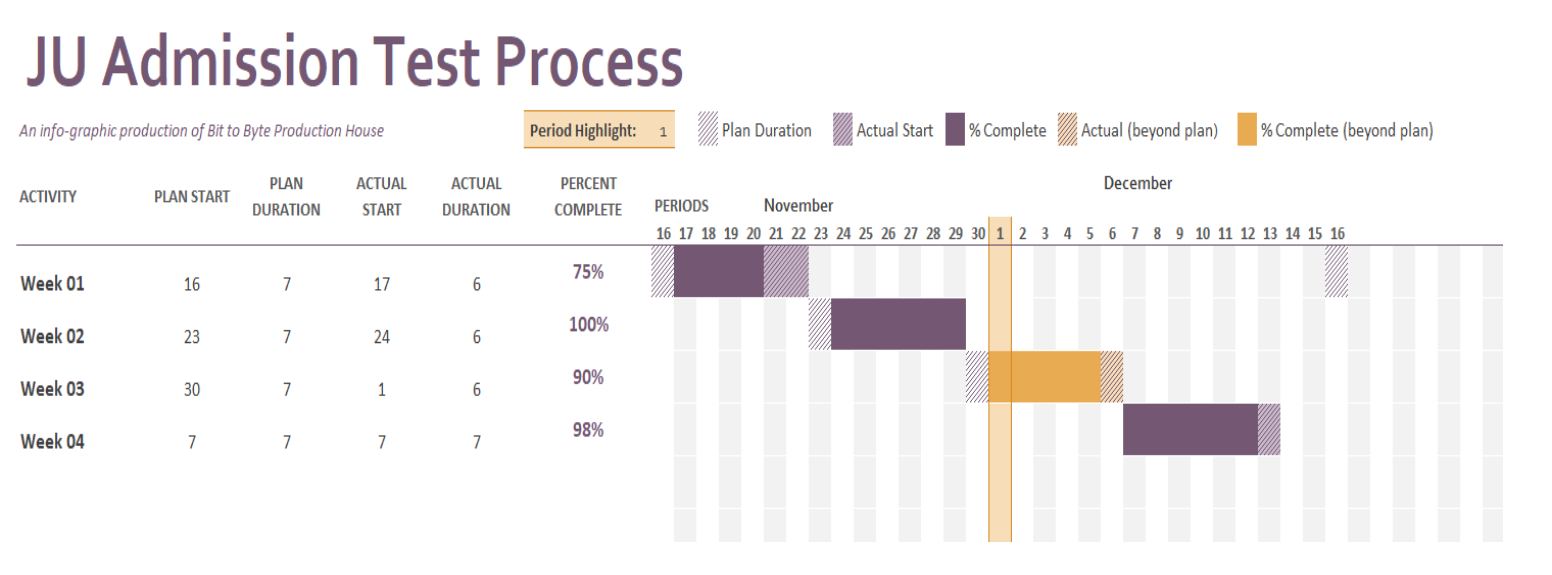 JU Admission Test Process
An info-graphic production of Bit to Byte Production House
Period Highlight: 1
Plan Duration
Actual Start
% Complete
Actual (beyond plan)
% Complete (beyond plan)
ACTIVITY
PLAN START
PLAN
DURATION
ACTUAL
START
ACTUAL
DURATION
PERCENT
COMPLETE
PERIODS
November
December
16 17 18 19 20 21 22 23 24 25 26 27 28 29 30 1 2 3 4 5 6 7 8 9 10 11 12 13 14 15 16
Week 01 16 7 17 6 75%
Week 02 23 7 24 6 100%
Week 03 30 7 1 6 90%
Week 04 7 7 7 7 98%